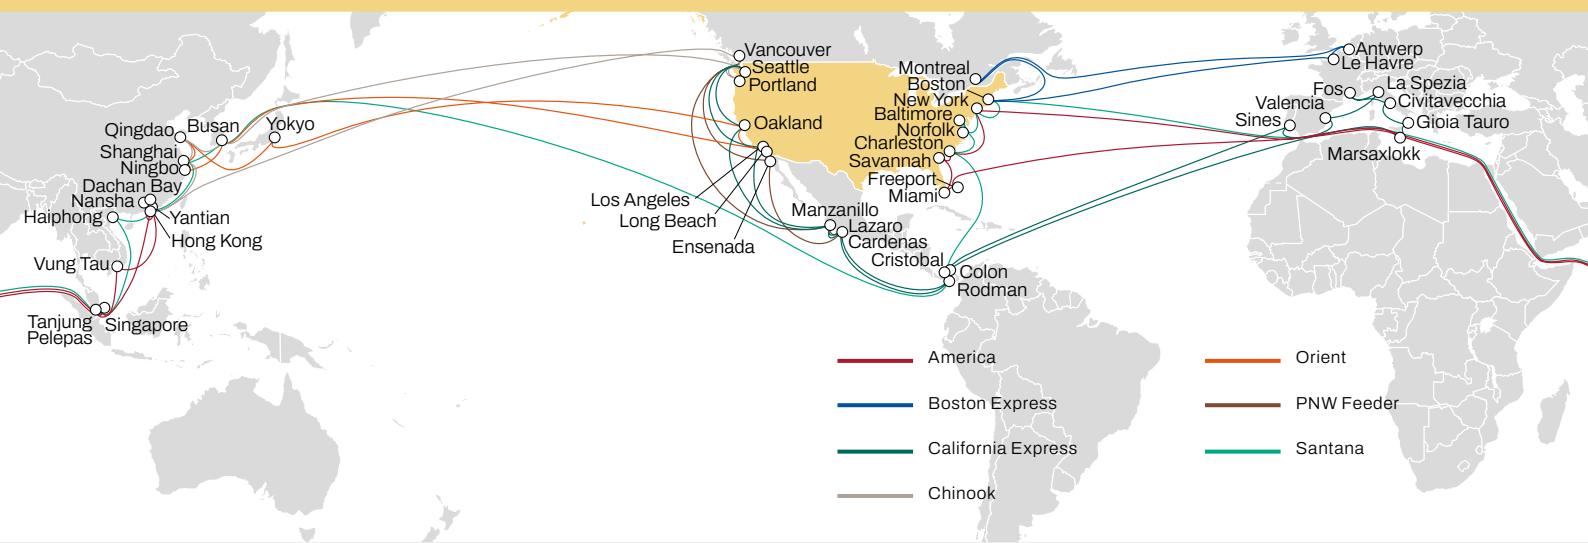 Vancouver
Seattle
Portland
Oakland
Los Angeles
Long Beach
Ensenada
Manzanillo
Lazaro
Cardenas
Cristobal
Colon
Rodman
Montreal
Boston
New York
Baltimore
Norfolk
Charleston
Savannah
Freeport
Miami
Antwerp
Le Havre
Fos
La Spezia
Valencia
Civitavecchia
Sines
Gioia Tauro
Marsaxlokk
Qingdao
Busan
Yokyo
Shanghai
Ningbo
Dachan Bay
Nansha
Haiphong
Yantian
Hong Kong
Vung Tau
Tanjung
Pelepas
Singapore
America
Boston Express
California Express
Chinook
Orient
PNW Feeder
Santana